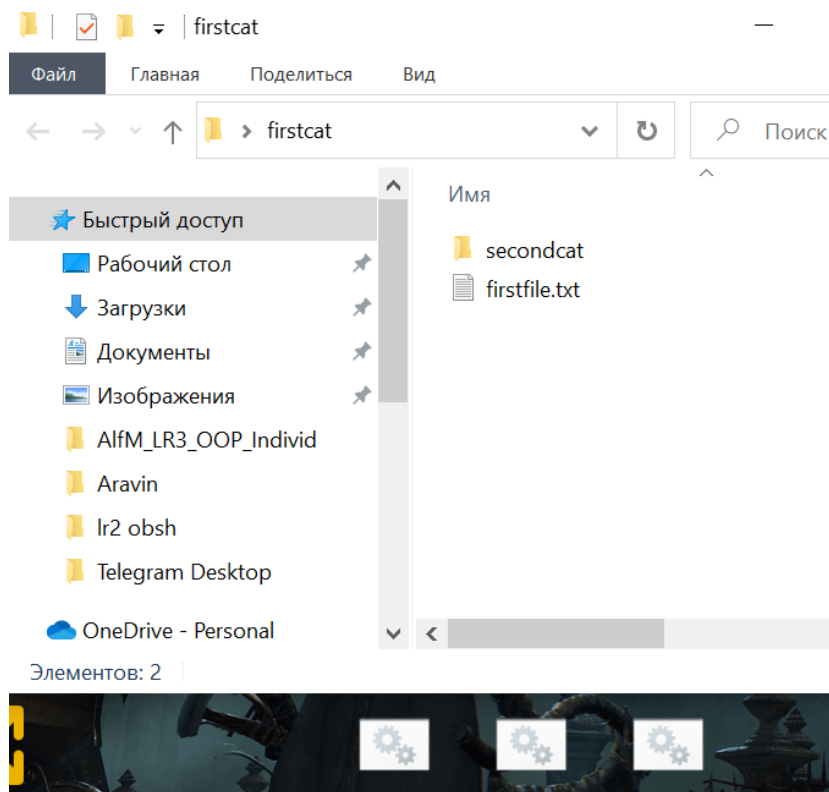 firstcat
Файл Главная Поделиться Вид
firstcat
Поиск
Быстрый доступ
Рабочий стол
Загрузки
Документы
Изображения
AlfM_LR3_OOP_Individ
Aravin
lr2 obsh
Telegram Desktop
OneDrive - Personal
Имя
secondcat
firstfile.txt
Элементов: 2